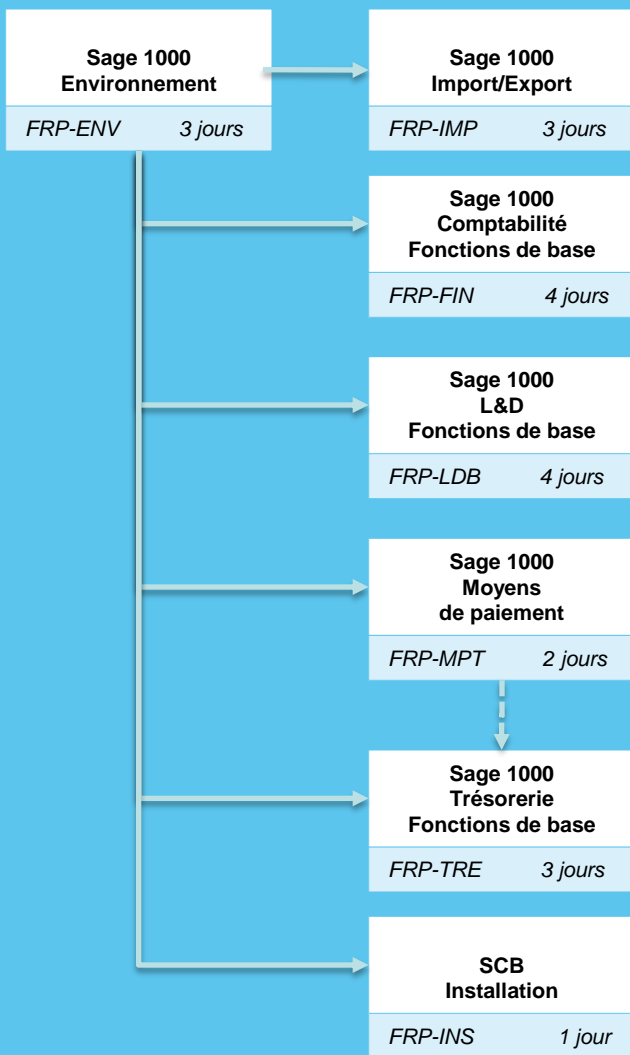 Sage 1000
Environnement
FRP-ENV 3 jours
Sage 1000
Import/Export
FRP-IMP 3 jours
Sage 1000
Comptabilité
Fonctions de base
FRP-FIN 4 jours
Sage 1000
L&D
Fonctions de base
FRP-LDB 4 jours
Sage 1000
Moyens
de paiement
FRP-MPT 2 jours
Sage 1000
Trésorerie
Fonctions de base
FRP-TRE 3 jours
SCB
Installation
FRP-INS 1 jour